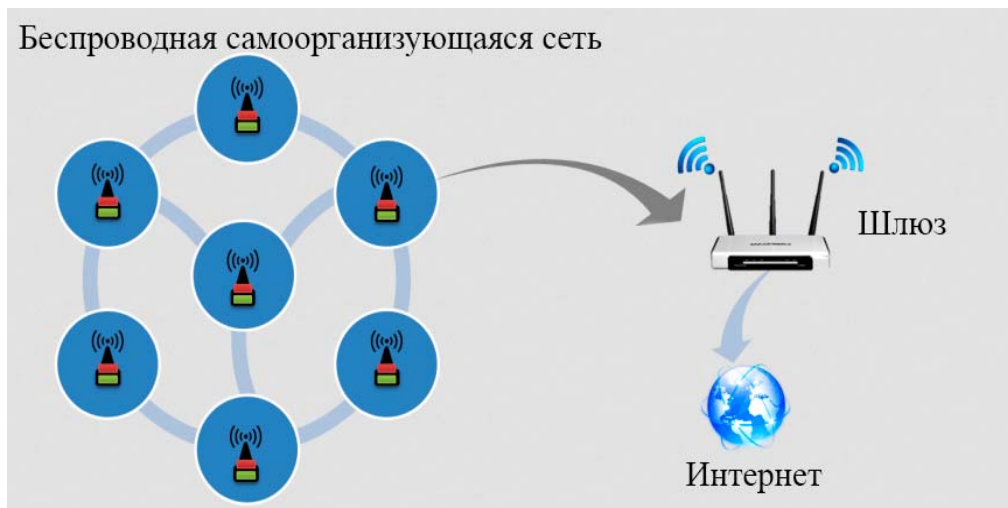 Беспроводная самоорганизующаяся сеть
Шлюз
Интернет